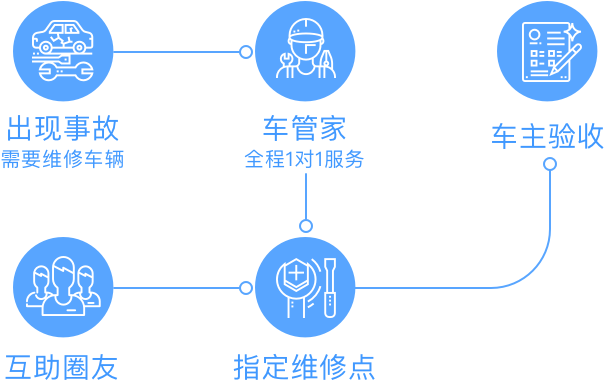 出现事故
需要维修车辆
车管家
全程1对1服务
车主验收
互助圈友
指定维修点